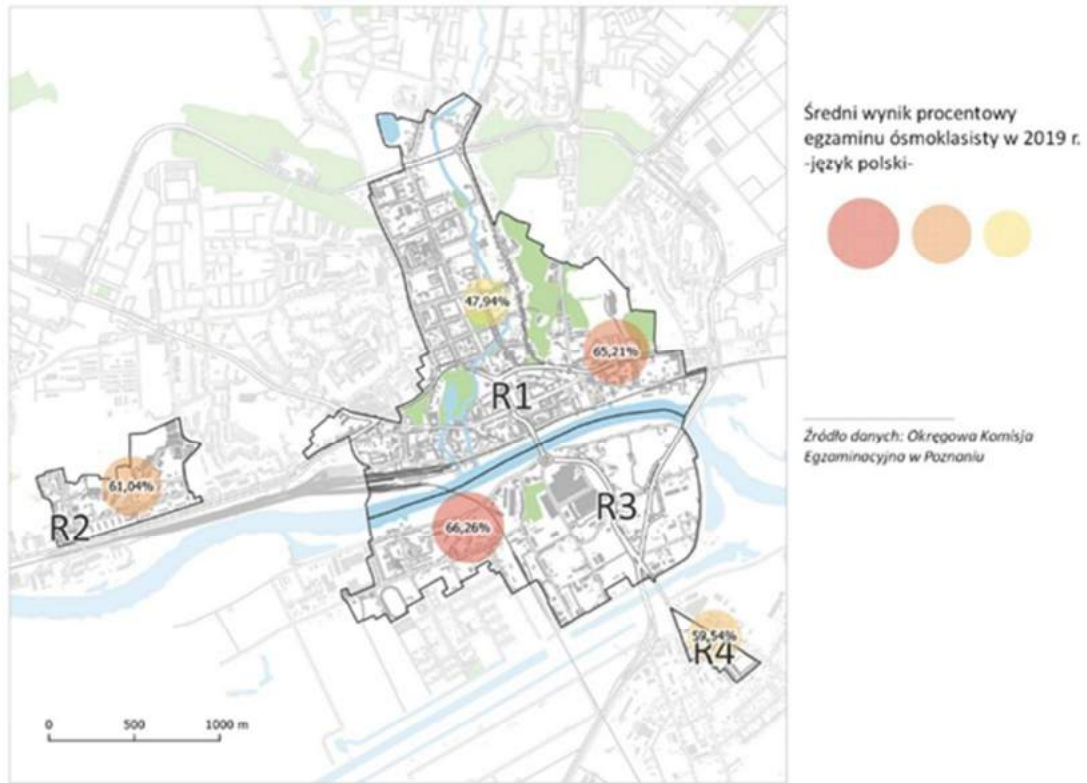 Średni wynik procentowy
egzaminu ósmoklasisty w 2019 r.
-język polski-
47,94%
65,21%
R1
61,04%
R2
R3
66,26%
59,54%
R4
Źródło danych: Okręgowa Komisja
Egzaminacyjna w Poznaniu
0 500 1000 m